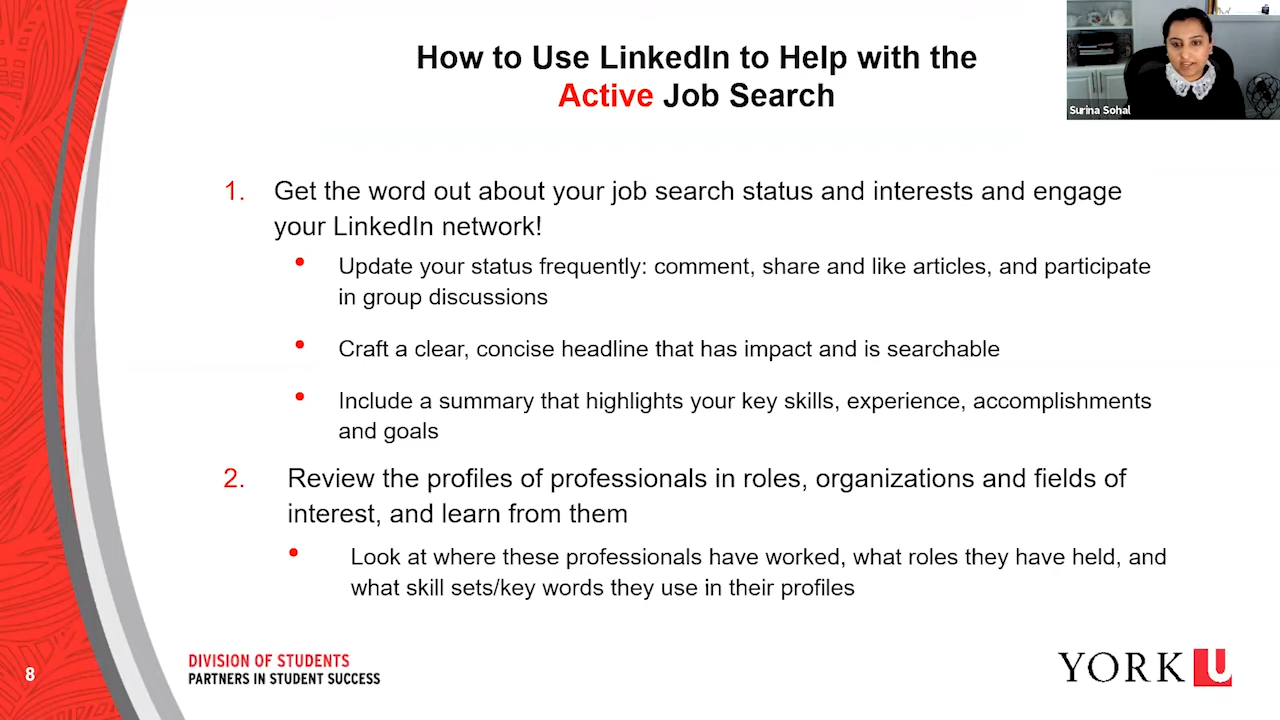 How to Use LinkedIn to Help with the
Active Job Search
Surina Sohal
1. Get the word out about your job search status and interests and engage
your LinkedIn network!
• Update your status frequently: comment, share and like articles, and participate
in group discussions
• Craft a clear, concise headline that has impact and is searchable
• Include a summary that highlights your key skills, experience, accomplishments
and goals
2. Review the profiles of professionals in roles, organizations and fields of
interest, and learn from them
• Look at where these professionals have worked, what roles they have held, and
what skill sets/key words they use in their profiles
8
DIVISION OF STUDENTS
PARTNERS IN STUDENT SUCCESS
YORK U